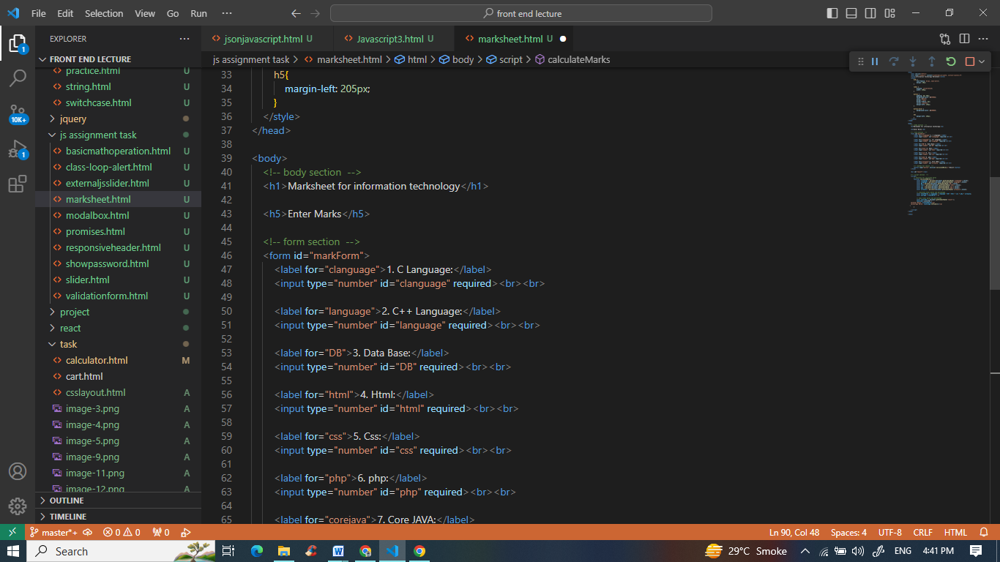 File Edit Selection View Go Run ··· front end lecture
EXPLORER ···
FRONT END LECTURE
practice.html U
string.html U
switchcase.html U
jquery
js assignment task
basicmathoperation.html U
class-loop-alert.html U
externaljsslider.html U
marksheet.html U
modalbox.html U
promises.html U
responsiveheader.html U
showpassword.html U
slider.html U
validationform.html U
project
react
task
calculator.html M
cart.html
csslayout.html A
image-3.png A
image-4.png A
image-5.png A
image-9.png A
image-11.png A
image-12.png A
OUTLINE
TIMELINE
1
10K+
1
jsonjavascript.html U Javascript3.html U marksheet.html U
js assignment task > marksheet.html > html > body > script > calculateMarks
33 h5{
34 margin-left: 205px;
35 }
36 </style>
37 </head>
38
39 <body>
40 <!-- body section -->
41 <h1>Marksheet for information technology</h1>
42
43 <h5>Enter Marks</h5>
44
45 <!-- form section -->
46 <form id="markForm">
47 <label for="clanguage">1. C Language:</label>
48 <input type="number" id="clanguage" required><br><br>
49
50 <label for="language">2. C++ Language:</label>
51 <input type="number" id="language" required><br><br>
52
53 <label for="DB">3. Data Base:</label>
54 <input type="number" id="DB" required><br><br>
55
56 <label for="html">4. Html:</label>
57 <input type="number" id="html" required><br><br>
58
59 <label for="css">5. Css:</label>
60 <input type="number" id="css" required><br><br>
61
62 <label for="php">6. php:</label>
63 <input type="number" id="php" required><br><br>
64
65 <label for="corejava">7. Core JAVA:</label>
master*+ 0 0 0 Ln 90, Col 48 Spaces: 4 UTF-8 CRLF HTML
Search 29°C Smoke ENG 4:41 PM